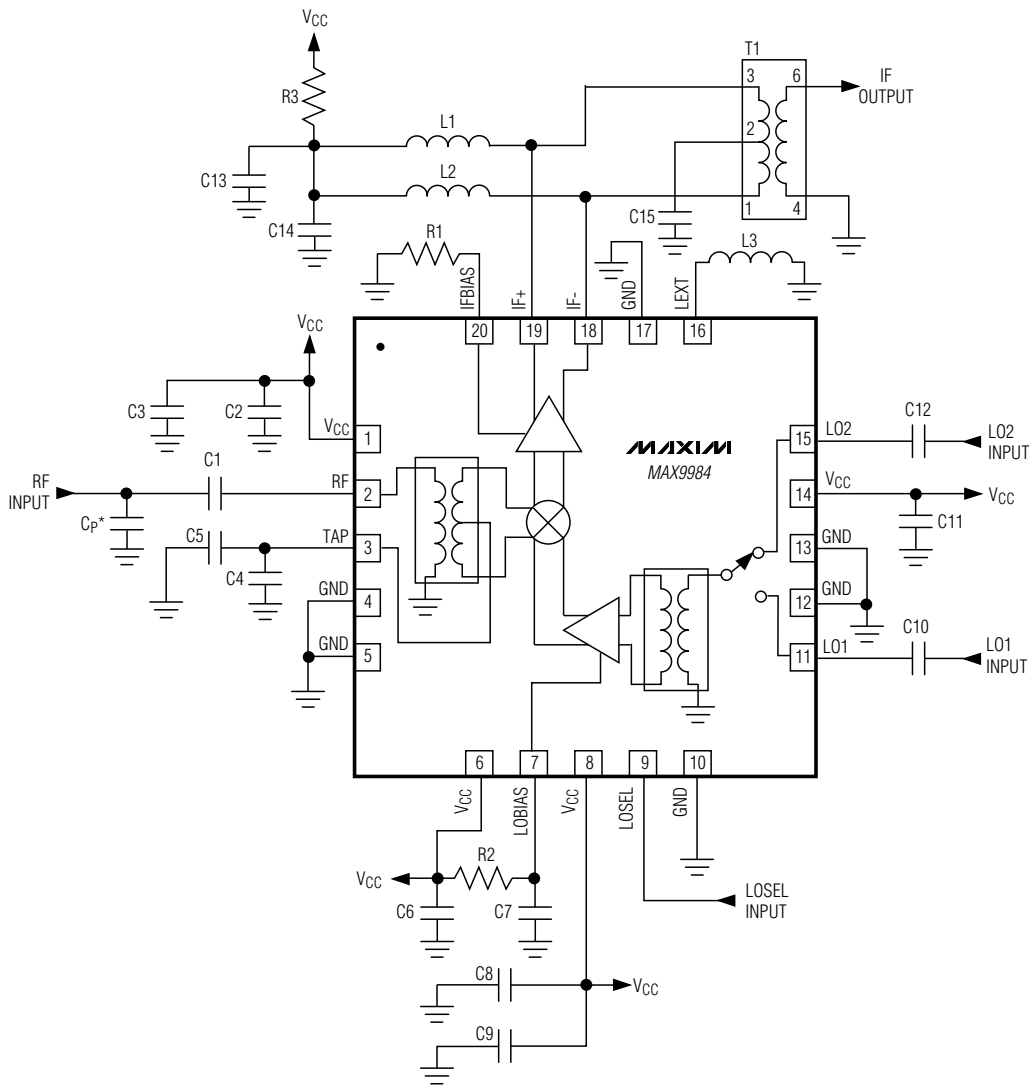 VCC
T1
R3
3
6
IF
OUTPUT
L1
2
L2
C13
1
4
C14
C15
R1
L3
IFBIAS
IF+
IF-
GND
LEXT
20
19
18
17
16
VCC
C3
C2
VCC
1
C12
LO2
INPUT
LO2
15
MAXIM
MAX9984
C1
RF
INPUT
RF
2
VCC
14
VCC
CP*
C5
TAP
3
C11
GND
13
C4
GND
4
GND
12
GND
5
C10
LO1
11
LO1
INPUT
6
7
8
9
10
VCC
LOBIAS
VCC
LOSEL
GND
R2
VCC
C6
C7
LOSEL
INPUT
C8
VCC
C9